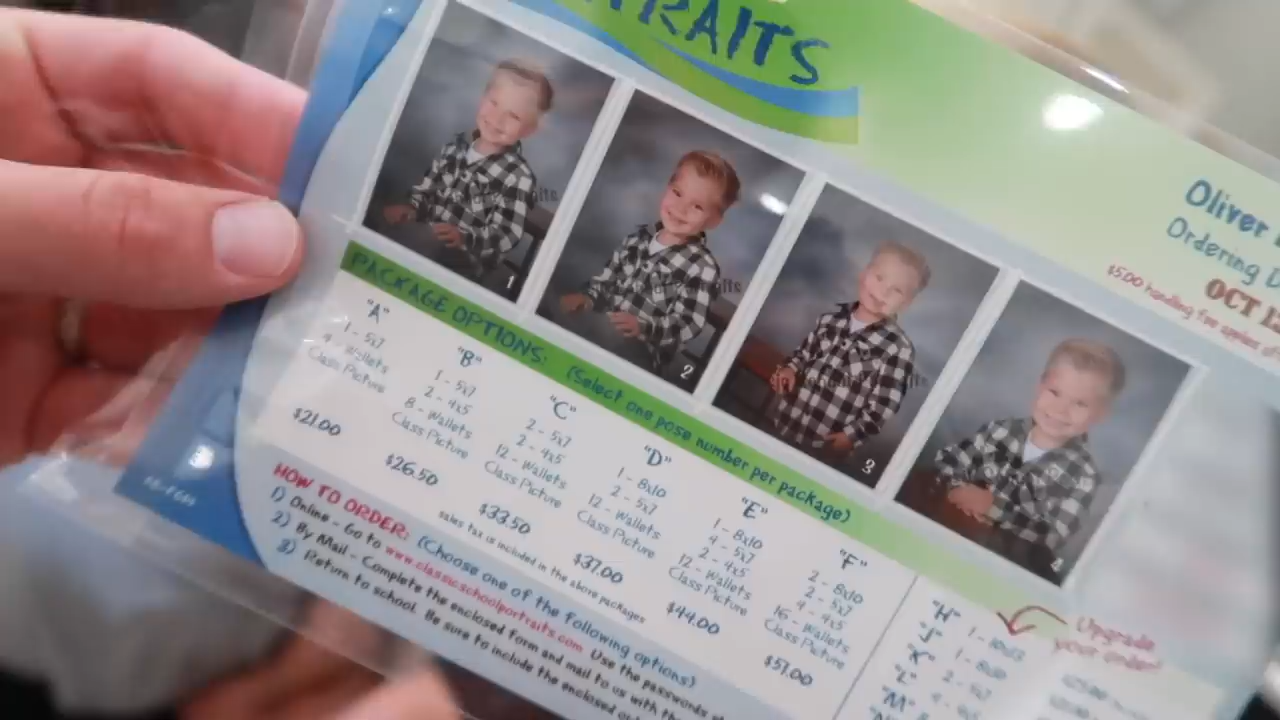 TRAITS
Oliver
Ordering
OCT
$5.00 handling fee applies
1
2
3
4
PACKAGE OPTIONS: (Select one pose number per package)
"A"
1 - 5x7
4 - Wallets
Class Picture
$21.00
"B"
1 - 5x7
2 - 4x5
8 - Wallets
Class Picture
$26.50
"C"
2 - 5x7
2 - 4x5
12 - Wallets
Class Picture
$33.50
"D"
1 - 8x10
2 - 5x7
12 - Wallets
Class Picture
$37.00
"E"
1 - 8x10
4 - 5x7
2 - 4x5
12 - Wallets
Class Picture
$44.00
"F"
2 - 8x10
2 - 5x7
4 - 4x5
16 - Wallets
Class Picture
$51.00
sales tax is included in the above packages
"H"
"J"
"K"
"L"
"M"
Upgrade
your order!
HOW TO ORDER: (Choose one of the following options)
1) Online - Go to www.classicschoolportraits.com Use the password
2) By Mail - Complete the enclosed form and mail to us with the
3) Return to school. Be sure to include the enclosed